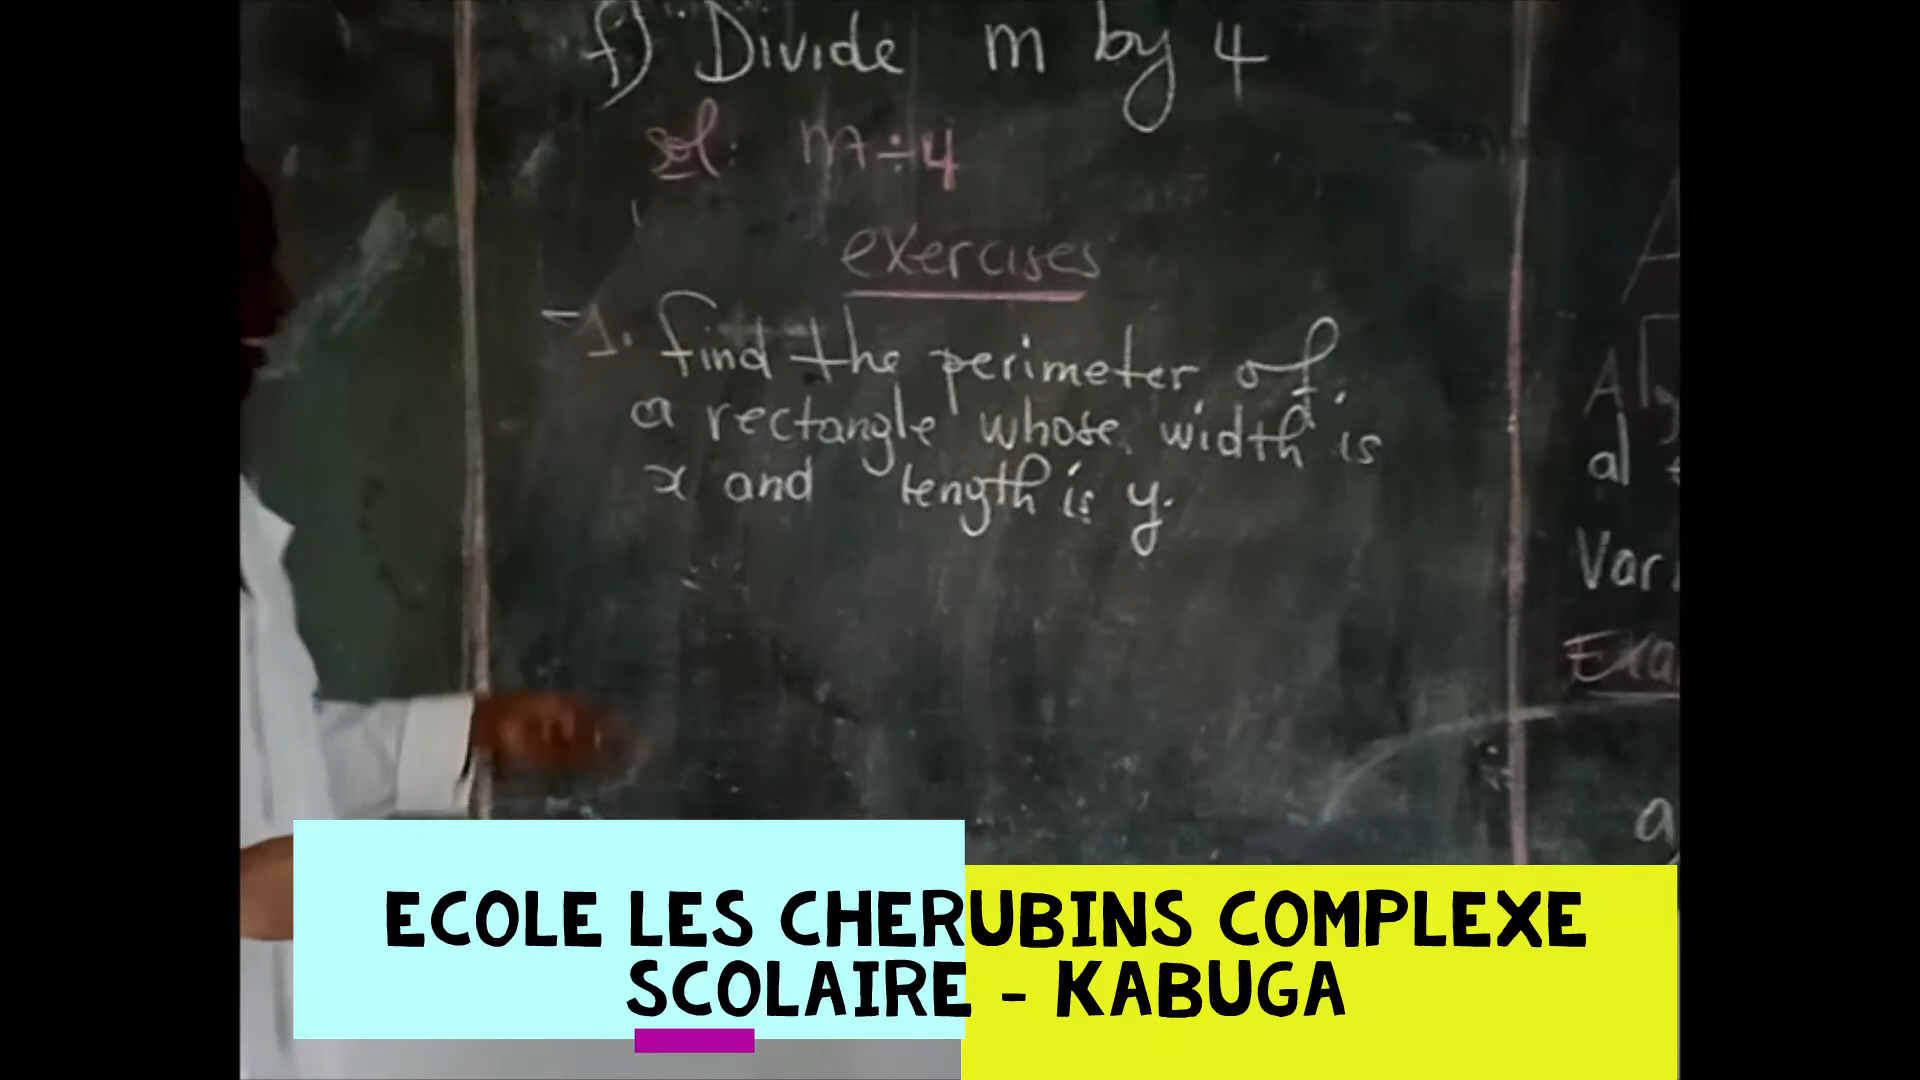 f) Divide m by 4
Sol: m÷4
exercises
1. find the perimeter of
a rectangle whose width is
x and length is y.
al
Var
Exa
a
ECOLE LES CHERUBINS COMPLEXE
SCOLAIRE - KABUGA